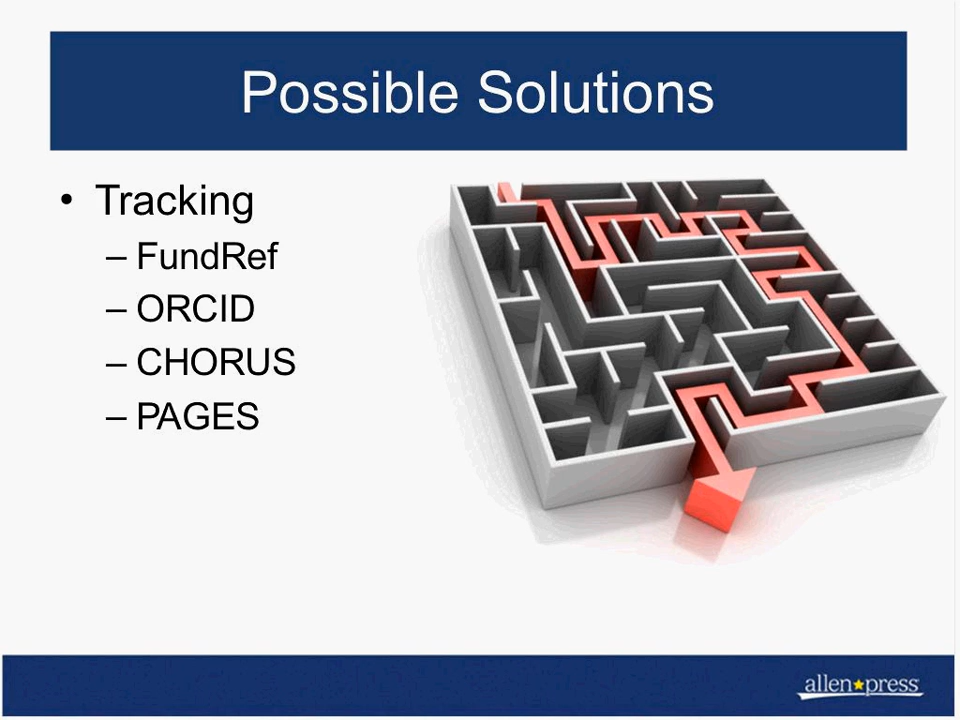 Possible Solutions
• Tracking
– FundRef
– ORCID
– CHORUS
– PAGES
allen★press